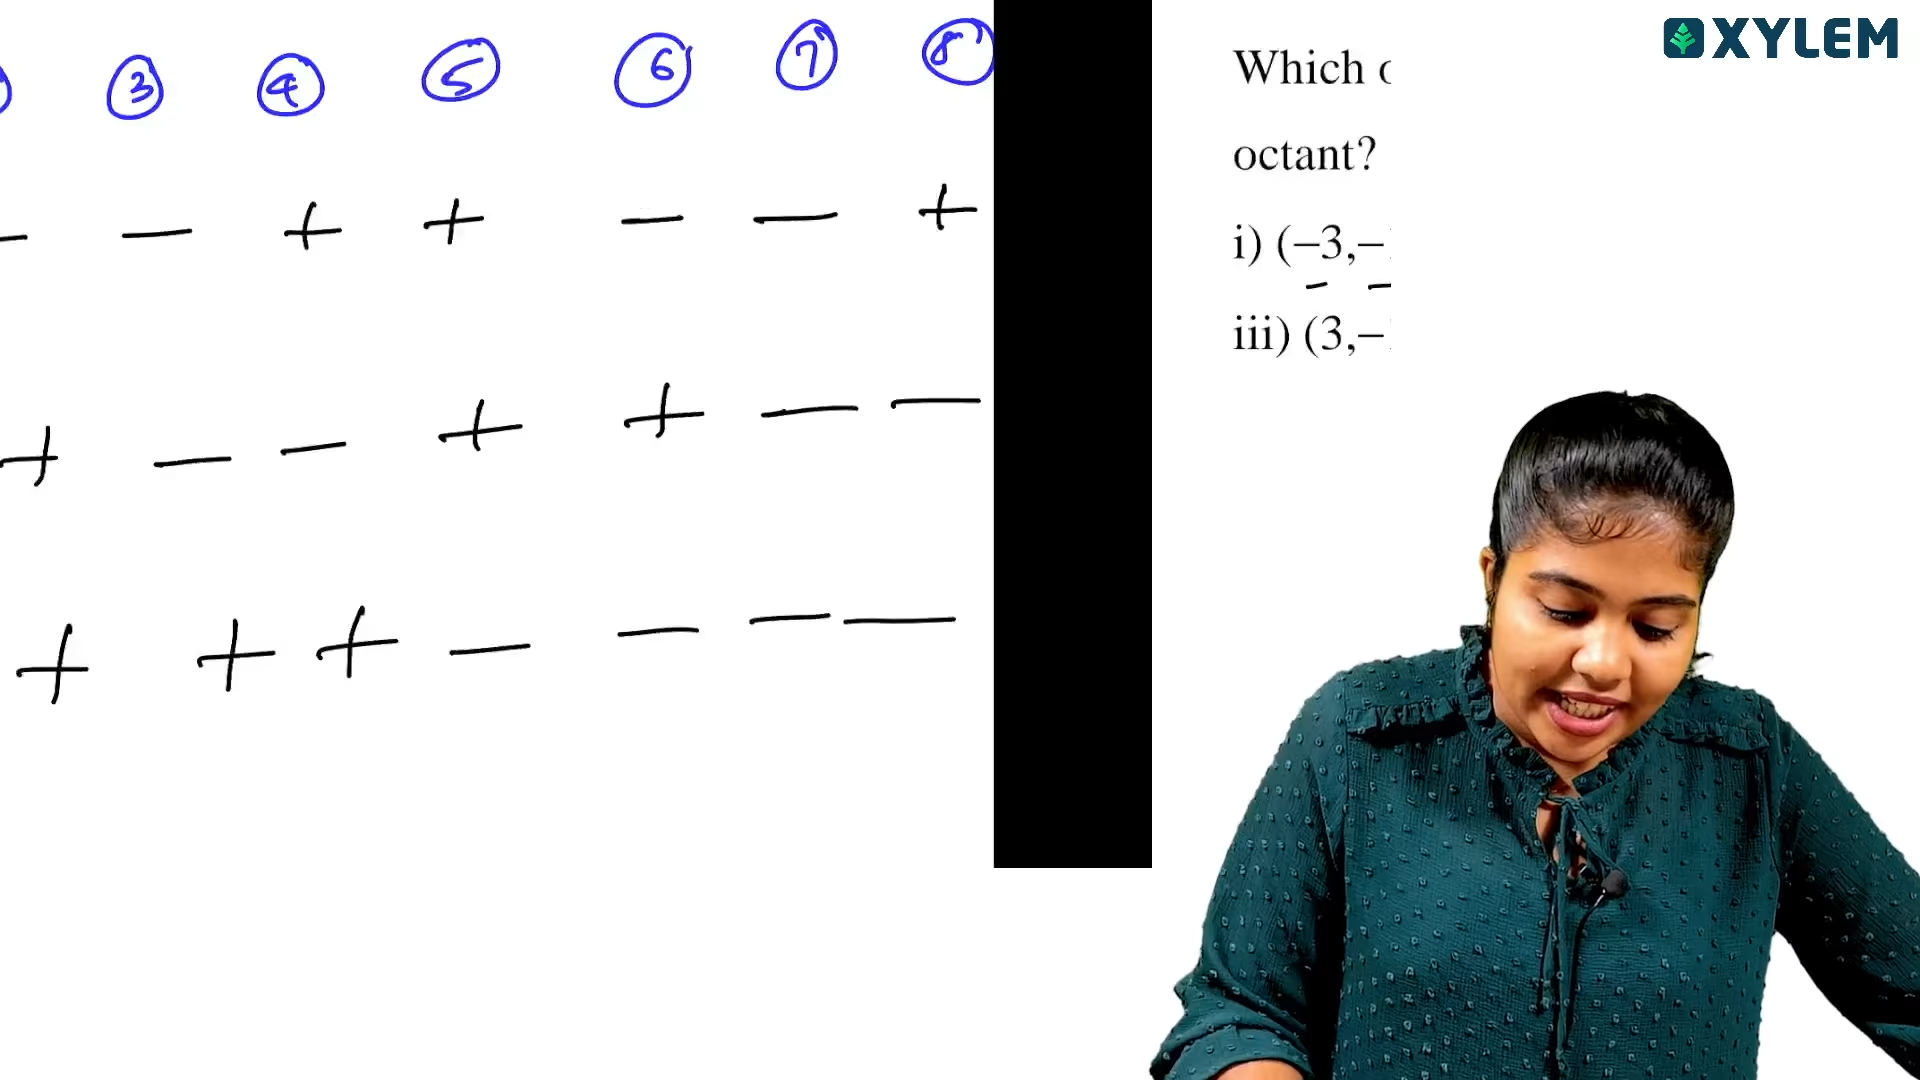 3 4 5 6 7 8
- - + + - - +
+ - - + + - -
+ + + - - - -
XYLEM
Which
octant?
i) (-3,-
iii) (3,-